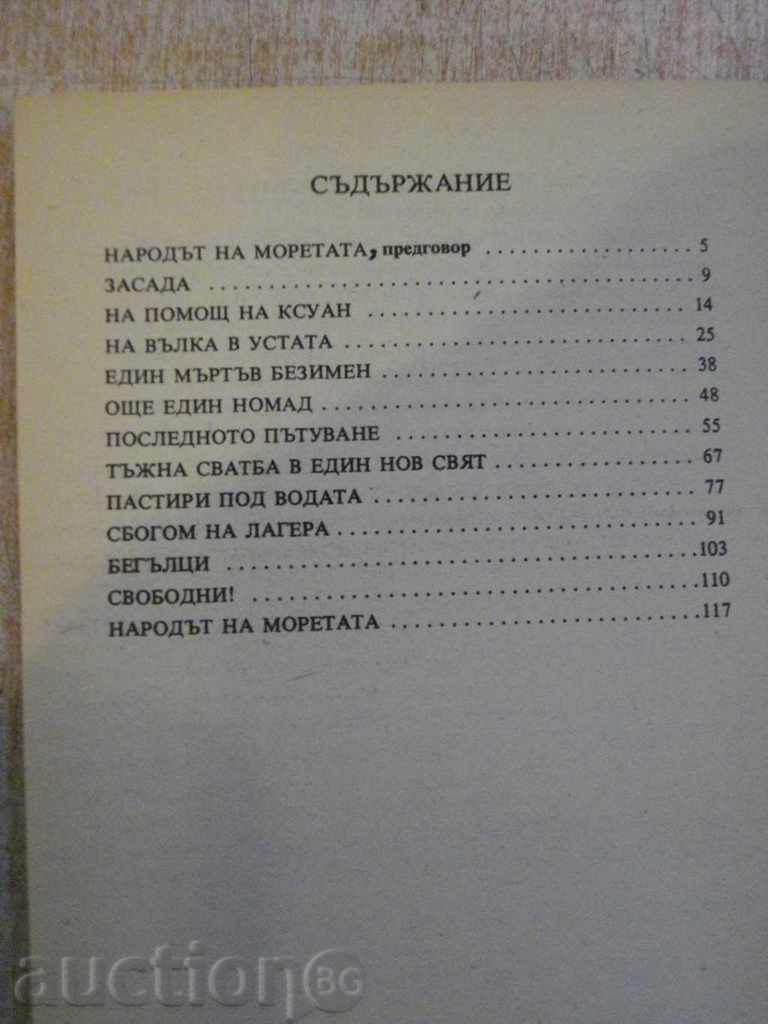 СЪДЪРЖАНИЕ
НАРОДЪТ НА МОРЕТАТА, предговор .................... 5
ЗАСАДА .................... 9
НА ПОМОЩ НА КСУАН .................... 14
НА ВЪЛКА В УСТАТА .................... 25
ЕДИН МЪРТЪВ БЕЗИМЕН .................... 38
ОЩЕ ЕДИН НОМАД .................... 48
ПОСЛЕДНОТО ПЪТУВАНЕ .................... 55
ТЪЖНА СВАТБА В ЕДИН НОВ СВЯТ .................... 67
ПАСТИРИ ПОД ВОДАТА .................... 77
СБОГОМ НА ЛАГЕРА .................... 91
БЕГЪЛЦИ .................... 103
СВОБОДНИ! .................... 110
НАРОДЪТ НА МОРЕТАТА .................... 117
auction BG